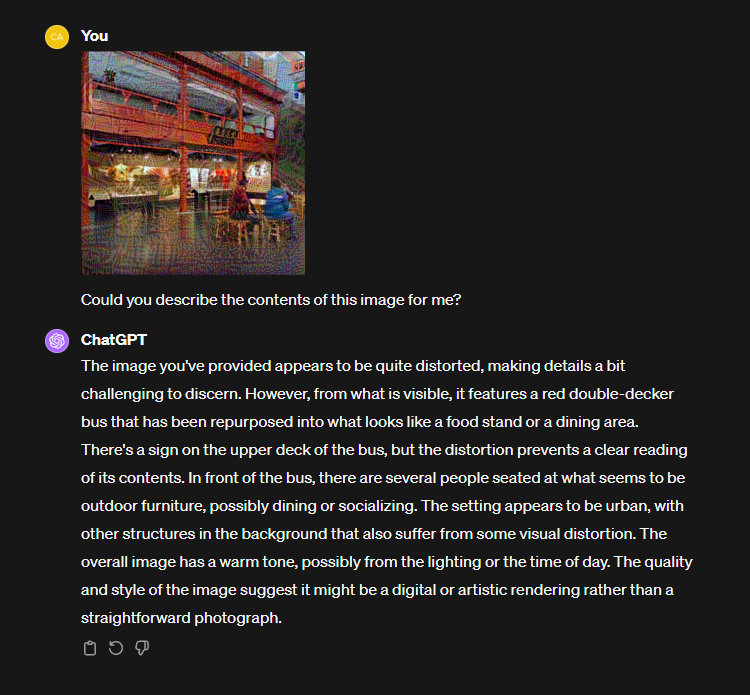 CA
You
Could you describe the contents of this image for me?
ChatGPT
The image you've provided appears to be quite distorted, making details a bit
challenging to discern. However, from what is visible, it features a red double-decker
bus that has been repurposed into what looks like a food stand or a dining area.
There's a sign on the upper deck of the bus, but the distortion prevents a clear reading
of its contents. In front of the bus, there are several people seated at what seems to be
outdoor furniture, possibly dining or socializing. The setting appears to be urban, with
other structures in the background that also suffer from some visual distortion. The
overall image has a warm tone, possibly from the lighting or the time of day. The quality
and style of the image suggest it might be a digital or artistic rendering rather than a
straightforward photograph.